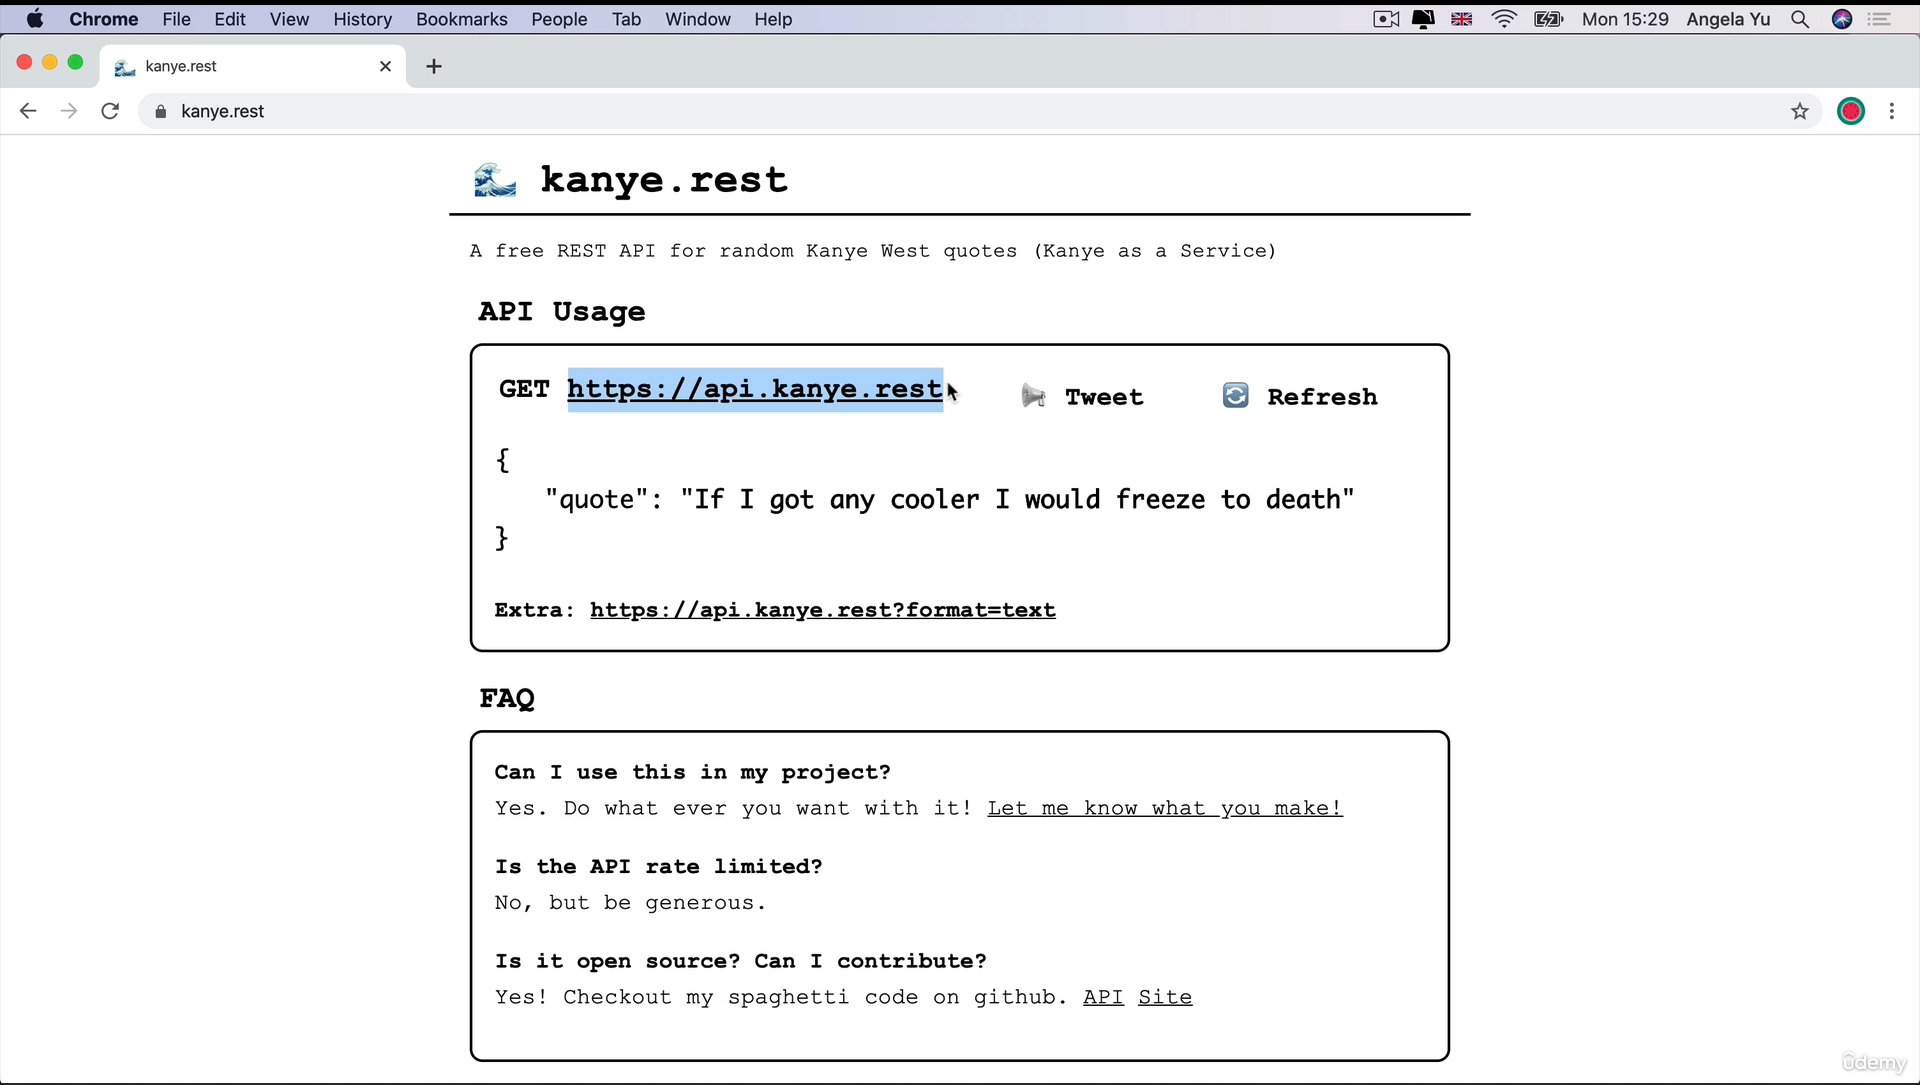 Chrome File Edit View History Bookmarks People Tab Window Help Mon 15:29 Angela Yu
kanye.rest
kanye.rest
kanye.rest
A free REST API for random Kanye West quotes (Kanye as a Service)
API Usage
GET https://api.kanye.rest Tweet Refresh
{
"quote": "If I got any cooler I would freeze to death"
}
Extra: https://api.kanye.rest?format=text
FAQ
Can I use this in my project?
Yes. Do what ever you want with it! Let me know what you make!
Is the API rate limited?
No, but be generous.
Is it open source? Can I contribute?
Yes! Checkout my spaghetti code on github. API Site
ûdemy